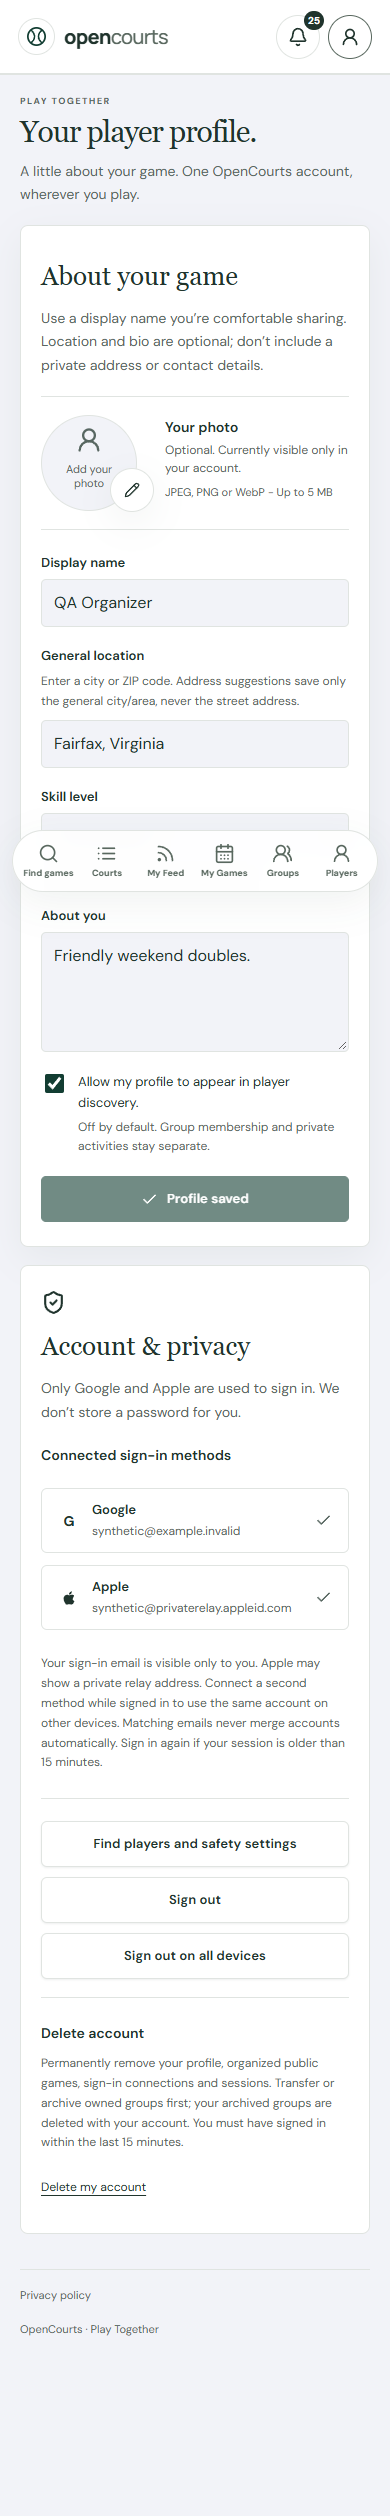 opencourts
25
PLAY TOGETHER
Your player profile.
A little about your game. One OpenCourts account,
wherever you play.
About your game
Use a display name you're comfortable sharing.
Location and bio are optional; don't include a
private address or contact details.
Add your
photo
Your photo
Optional. Currently visible only in
your account.
JPEG, PNG or WebP - Up to 5 MB
Display name
QA Organizer
General location
Enter a city or ZIP code. Address suggestions save only
the general city/area, never the street address.
Fairfax, Virginia
Skill level
Find games
Courts
My Feed
My Games
Groups
Players
About you
Friendly weekend doubles.
Allow my profile to appear in player
discovery.
Off by default. Group membership and private
activities stay separate.
Profile saved
Account & privacy
Only Google and Apple are used to sign in. We
don't store a password for you.
Connected sign-in methods
G
Google
synthetic@example.invalid
Apple
synthetic@privaterelay.appleid.com
Your sign-in email is visible only to you. Apple may
show a private relay address. Connect a second
method while signed in to use the same account on
other devices. Matching emails never merge accounts
automatically. Sign in again if your session is older than
15 minutes.
Find players and safety settings
Sign out
Sign out on all devices
Delete account
Permanently remove your profile, organized public
games, sign-in connections and sessions. Transfer or
archive owned groups first; your archived groups are
deleted with your account. You must have signed in
within the last 15 minutes.
Delete my account
Privacy policy
OpenCourts · Play Together